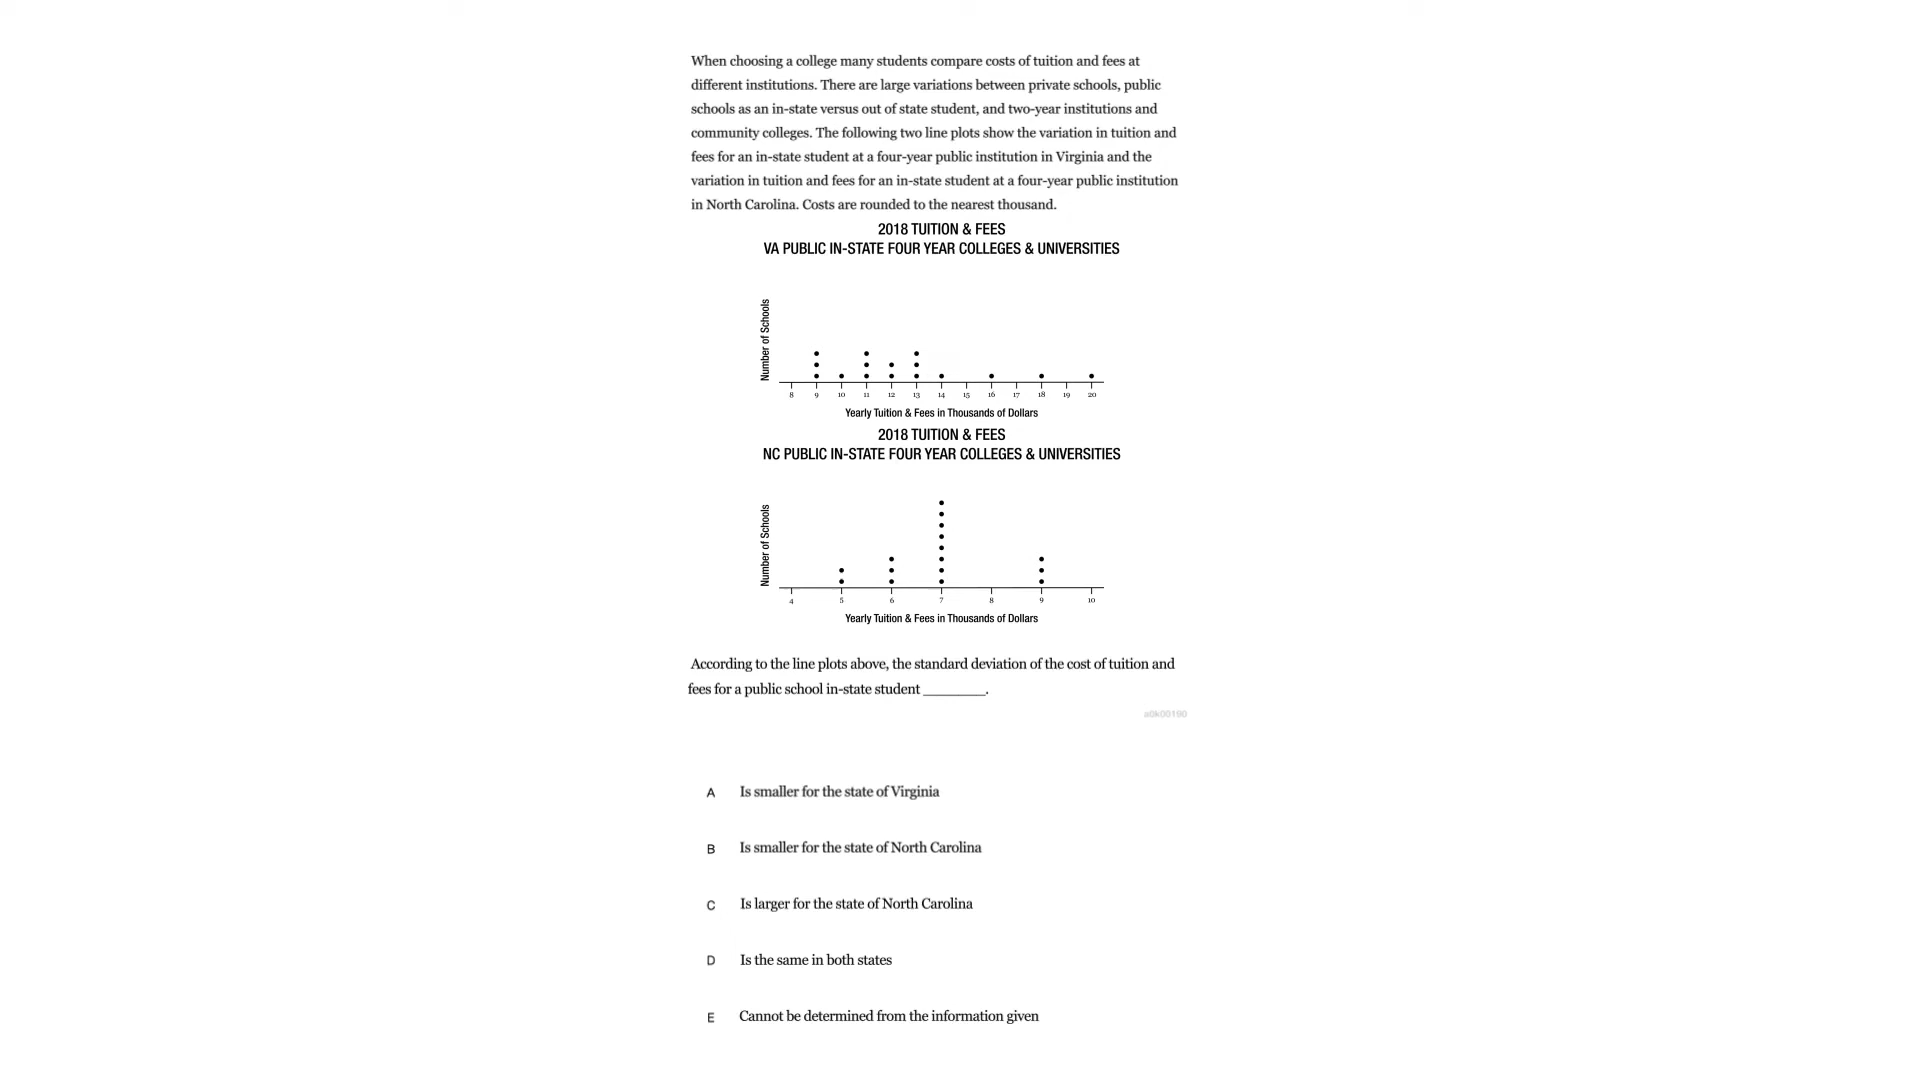 When choosing a college many students compare costs of tuition and fees at
different institutions. There are large variations between private schools, public
schools as an in-state versus out of state student, and two-year institutions and
community colleges. The following two line plots show the variation in tuition and
fees for an in-state student at a four-year public institution in Virginia and the
variation in tuition and fees for an in-state student at a four-year public institution
in North Carolina. Costs are rounded to the nearest thousand.
2018 TUITION & FEES
VA PUBLIC IN-STATE FOUR YEAR COLLEGES & UNIVERSITIES
Number of Schools
8 9 10 11 12 13 14 15 16 17 18 19 20
Yearly Tuition & Fees in Thousands of Dollars
2018 TUITION & FEES
NC PUBLIC IN-STATE FOUR YEAR COLLEGES & UNIVERSITIES
Number of Schools
4 5 6 7 8 9 10
Yearly Tuition & Fees in Thousands of Dollars
According to the line plots above, the standard deviation of the cost of tuition and
fees for a public school in-state student ________.
a0k00190
A Is smaller for the state of Virginia
B Is smaller for the state of North Carolina
C Is larger for the state of North Carolina
D Is the same in both states
E Cannot be determined from the information given